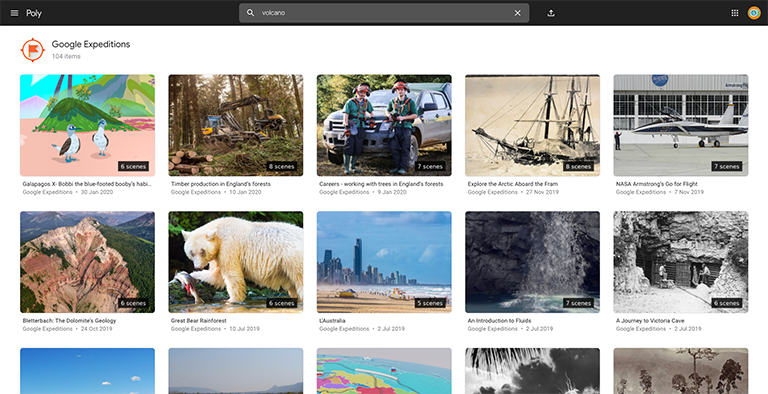 Poly
volcano
Google Expeditions
104 items
6 scenes
8 scenes
7 scenes
8 scenes
7 scenes
Galapagos X- Bobbi the blue-footed booby's habi...
Timber production in England's forests
Careers - working with trees in England's forests
Explore the Arctic Aboard the Fram
NASA Armstrong's Go for Flight
Google Expeditions • 30 Jan 2020
Google Expeditions • 10 Jan 2020
Google Expeditions • 9 Jan 2020
Google Expeditions • 27 Nov 2019
Google Expeditions • 7 Nov 2019
6 scenes
6 scenes
5 scenes
7 scenes
6 scenes
Bletterbach: The Dolomite's Geology
Great Bear Rainforest
L'Australia
An Introduction to Fluids
A Journey to Victoria Cave
Google Expeditions • 24 Oct 2019
Google Expeditions • 10 Jul 2019
Google Expeditions • 2 Jul 2019
Google Expeditions • 2 Jul 2019
Google Expeditions • 2 Jul 2019